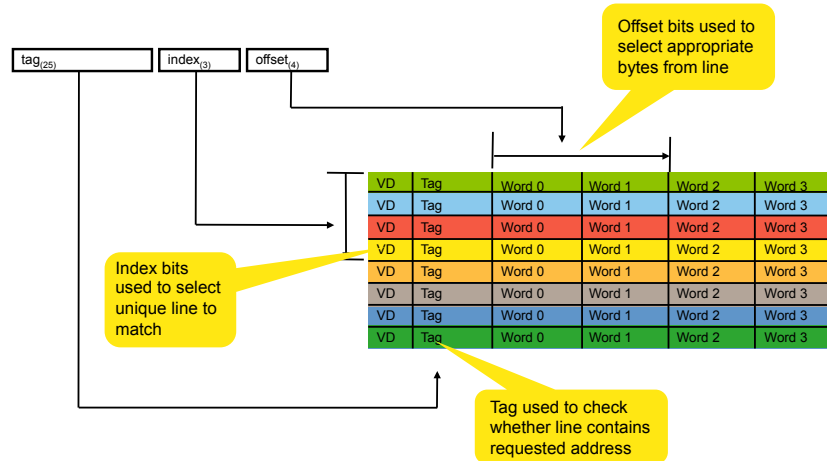 Offset bits used to
select appropriate
bytes from line
tag(25) index(3) offset(4)
VD Tag Word 0 Word 1 Word 2 Word 3
VD Tag Word 0 Word 1 Word 2 Word 3
VD Tag Word 0 Word 1 Word 2 Word 3
VD Tag Word 0 Word 1 Word 2 Word 3
VD Tag Word 0 Word 1 Word 2 Word 3
VD Tag Word 0 Word 1 Word 2 Word 3
VD Tag Word 0 Word 1 Word 2 Word 3
VD Tag Word 0 Word 1 Word 2 Word 3
Index bits
used to select
unique line to
match
Tag used to check
whether line contains
requested address